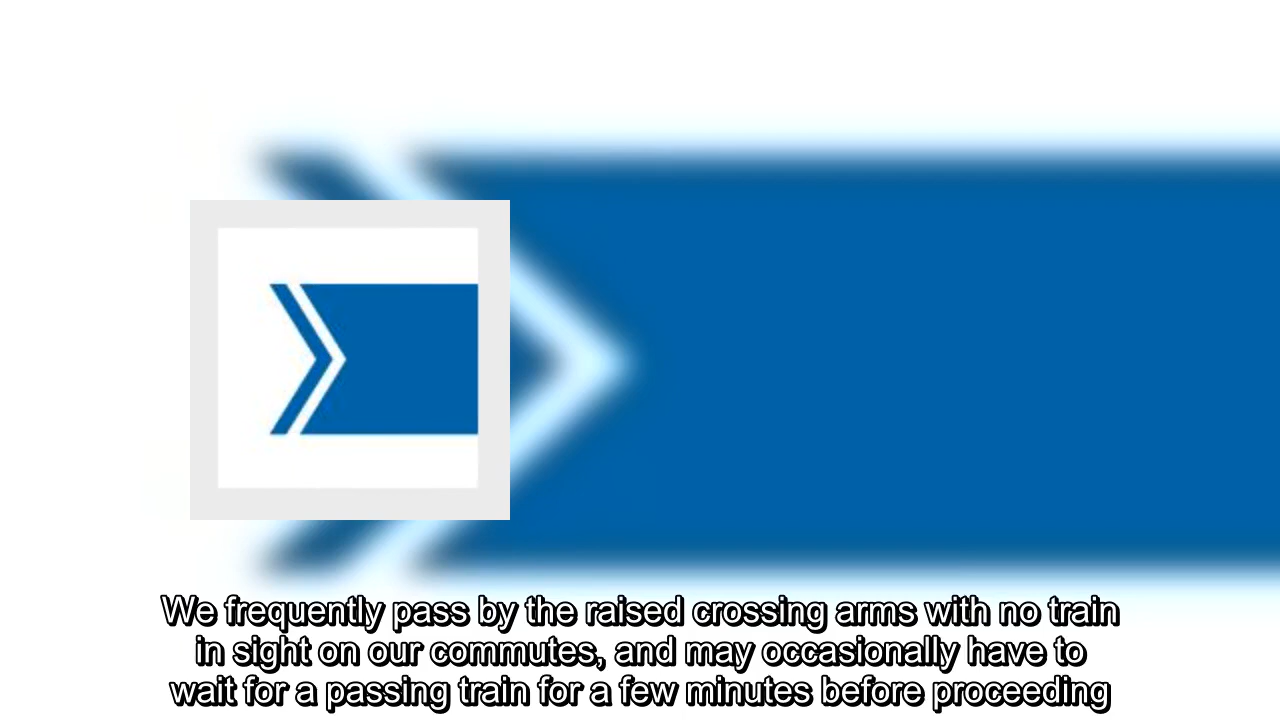 We frequently pass by the raised crossing arms with no train
in sight on our commutes, and may occasionally have to
wait for a passing train for a few minutes before proceeding